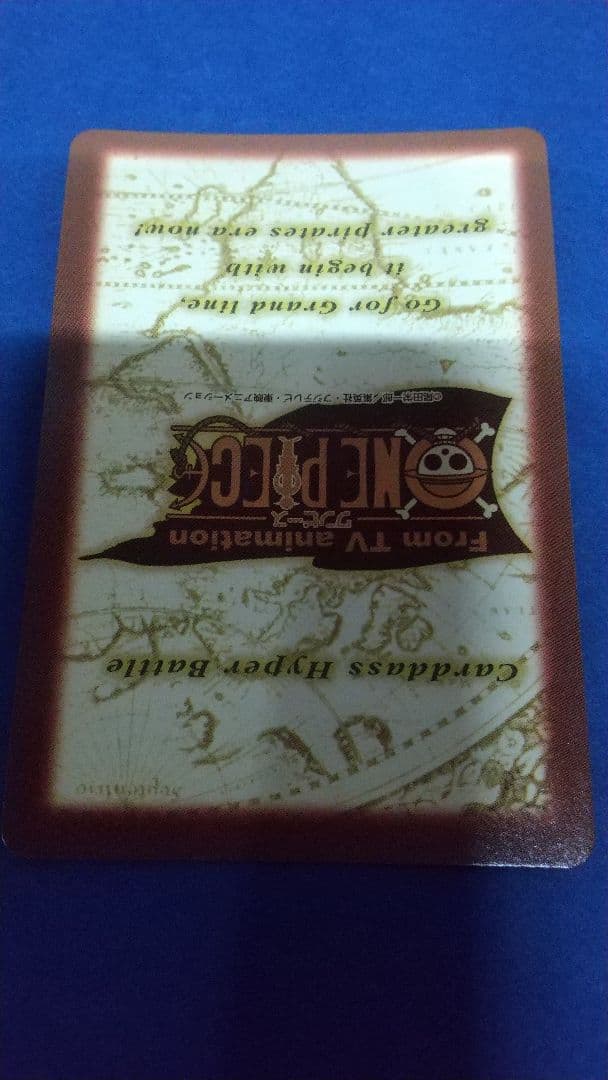 Carddass Hyper Battle
From TV animation
ワンピース
ONE PIECE
©尾田栄一郎／集英社・フジテレビ・東映アニメーション
Go for Grand line,
it begin with
greater pirates era now!